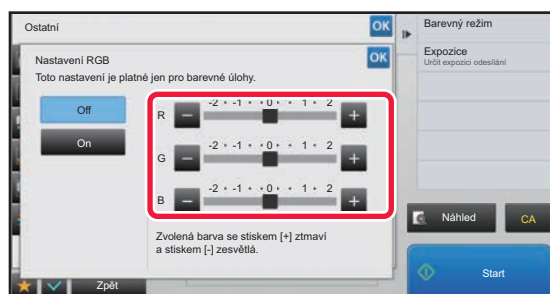 Ostatní
OK
Nastavení RGB
OK
Toto nastavení je platné jen pro barevné úlohy.
Off
On
R - -2 • -1 • • 0 • • 1 • 2 +
G - -2 • -1 • • 0 • • 1 • 2 +
B - -2 • -1 • • 0 • • 1 • 2 +
Zvolená barva se stiskem [+] ztmaví
a stiskem [-] zesvětlá.
Zpět
Barevný režim
Expozice
Určit expozici odesílání
Náhled
CA
Start